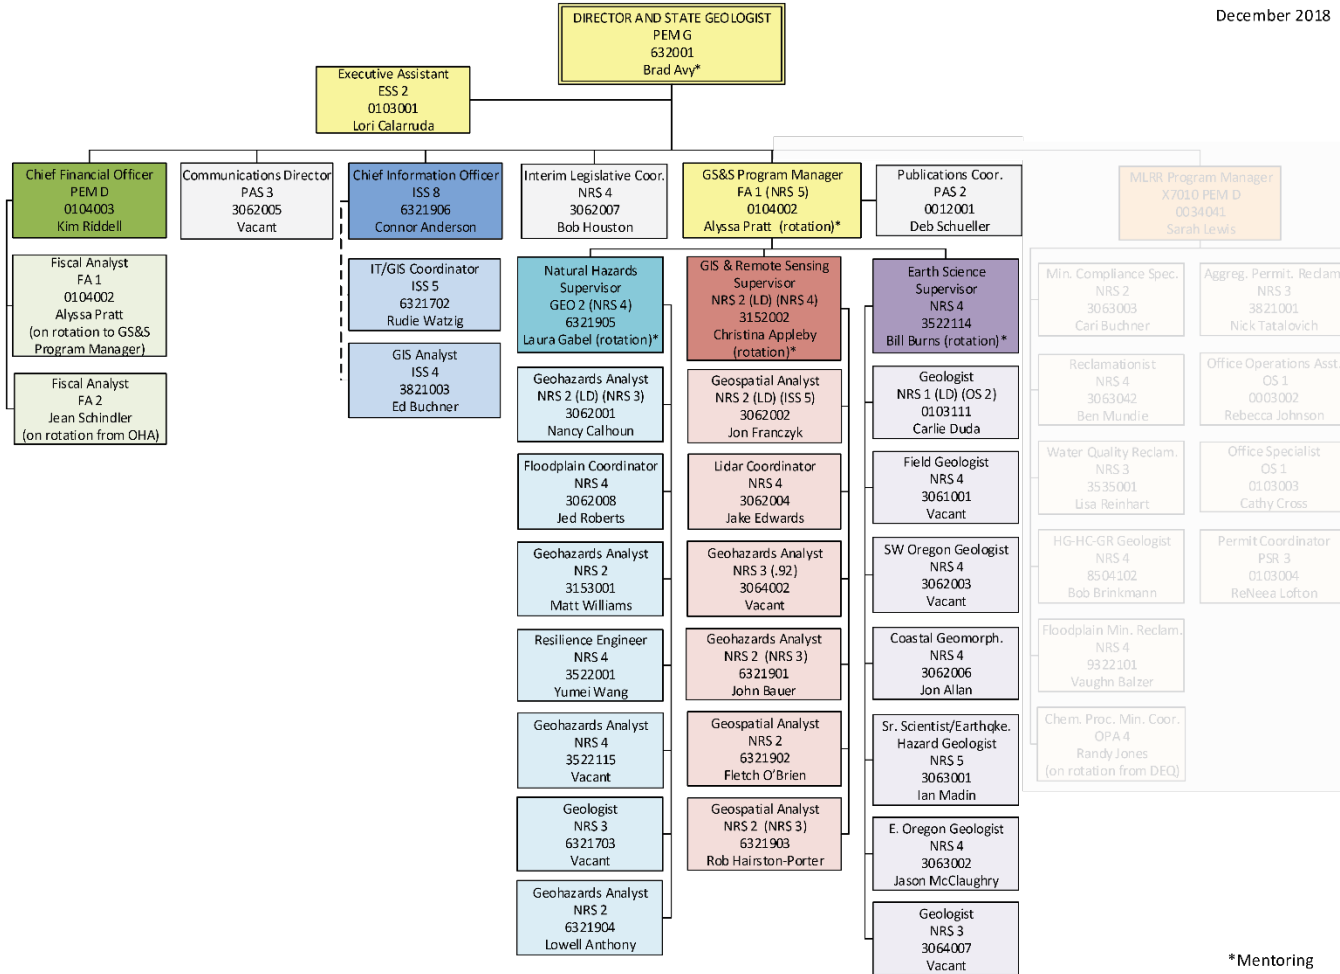 December 2018
DIRECTOR AND STATE GEOLOGIST
PEM G
632001
Brad Avy*
Executive Assistant
ESS 2
0103001
Lori Calarruda
Chief Financial Officer
PEM D
0104003
Kim Riddell
Communications Director
PAS 3
3062005
Vacant
Chief Information Officer
ISS 8
6321906
Connor Anderson
Interim Legislative Coor.
NRS 4
3062007
Bob Houston
GS&S Program Manager
FA 1 (NRS 5)
0104002
Alyssa Pratt (rotation)*
Publications Coor.
PAS 2
0012001
Deb Schueller
MLRR Program Manager
X7010 PEM D
0034041
Sarah Lewis
Fiscal Analyst
FA 1
0104002
Alyssa Pratt
(on rotation to GS&S
Program Manager)
Fiscal Analyst
FA 2
Jean Schindler
(on rotation from OHA)
IT/GIS Coordinator
ISS 5
6321702
Rudie Watzig
GIS Analyst
ISS 4
3821003
Ed Buchner
Natural Hazards
Supervisor
GEO 2 (NRS 4)
6321905
Laura Gabel (rotation)*
Geohazards Analyst
NRS 2 (LD) (NRS 3)
3062001
Nancy Calhoun
Floodplain Coordinator
NRS 4
3062008
Jed Roberts
Geohazards Analyst
NRS 2
3153001
Matt Williams
Resilience Engineer
NRS 4
3522001
Yumei Wang
Geohazards Analyst
NRS 4
3522115
Vacant
Geologist
NRS 3
6321703
Vacant
Geohazards Analyst
NRS 2
6321904
Lowell Anthony
GIS & Remote Sensing
Supervisor
NRS 2 (LD) (NRS 4)
3152002
Christina Appleby
(rotation)*
Geospatial Analyst
NRS 2 (LD) (ISS 5)
3062002
Jon Franczyk
Lidar Coordinator
NRS 4
3062004
Jake Edwards
Geohazards Analyst
NRS 3 (.92)
3064002
Vacant
Geohazards Analyst
NRS 2 (NRS 3)
6321901
John Bauer
Geospatial Analyst
NRS 2
6321902
Fletch O'Brien
Geospatial Analyst
NRS 2 (NRS 3)
6321903
Rob Hairston-Porter
Earth Science
Supervisor
NRS 4
3522114
Bill Burns (rotation)*
Geologist
NRS 1 (LD) (OS 2)
0103111
Carlie Duda
Field Geologist
NRS 4
3061001
Vacant
SW Oregon Geologist
NRS 4
3062003
Vacant
Coastal Geomorph.
NRS 4
3062006
Jon Allan
Sr. Scientist/Earthqke.
Hazard Geologist
NRS 5
3063001
Ian Madin
E. Oregon Geologist
NRS 4
3063002
Jason McClaughry
Geologist
NRS 3
3064007
Vacant
Min. Compliance Spec.
NRS 2
3063003
Cari Buchner
Reclamationist
NRS 4
3063042
Ben Mundie
Water Quality Reclam.
NRS 3
3535001
Lisa Reinhart
HG-HC-GR Geologist
NRS 4
8504102
Bob Brinkmann
Floodplain Min. Reclam.
NRS 4
9322101
Vaughn Balzer
Chem. Proc. Min. Coor.
OPA 4
Randy Jones
(on rotation from DEQ)
Aggreg. Permit. Reclam
NRS 3
3821001
Nick Tatalovich
Office Operations Asst.
OS 1
0003002
Rebecca Johnson
Office Specialist
OS 1
0103003
Cathy Cross
Permit Coordinator
PSR 3
0103004
ReNeea Lofton
*Mentoring